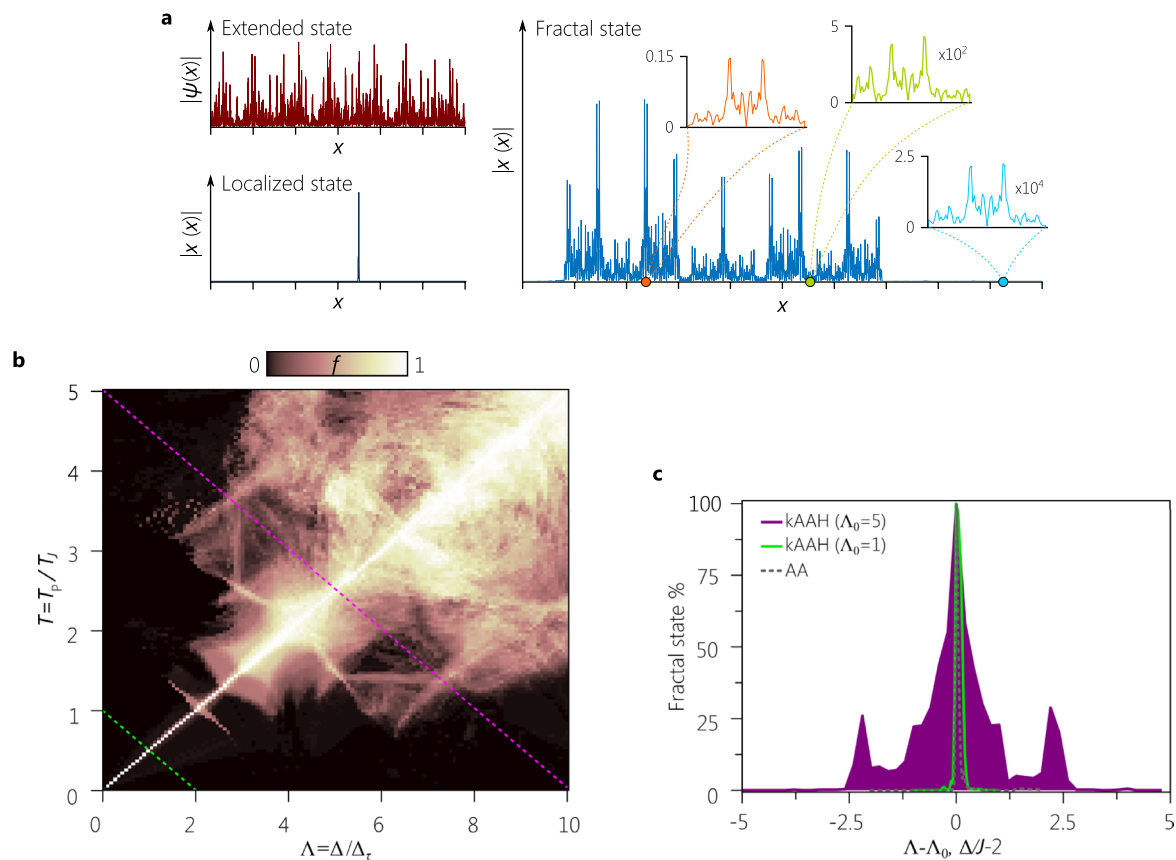 a
Extended state
|ψ(x)|
x
Localized state
|x (x)|
x
Fractal state
|x (x)|
x
0.15
0
5
0
x10²
2.5
0
x10⁴
b
0 f 1
5
4
3
2
1
0
T=Tₚ/T_J
0 2 4 6 8 10
Λ=Δ/Δ_τ
c
100
75
50
25
0
Fractal state %
kAAH (Λ₀=5)
kAAH (Λ₀=1)
AA
-5 -2.5 0 2.5 5
Λ-Λ₀, Δ/J-2